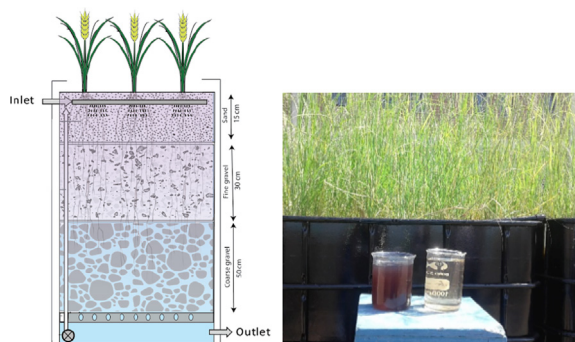 Inlet
Sand
15 cm
Fine gravel
30 cm
Coarse gravel
50cm
Outlet